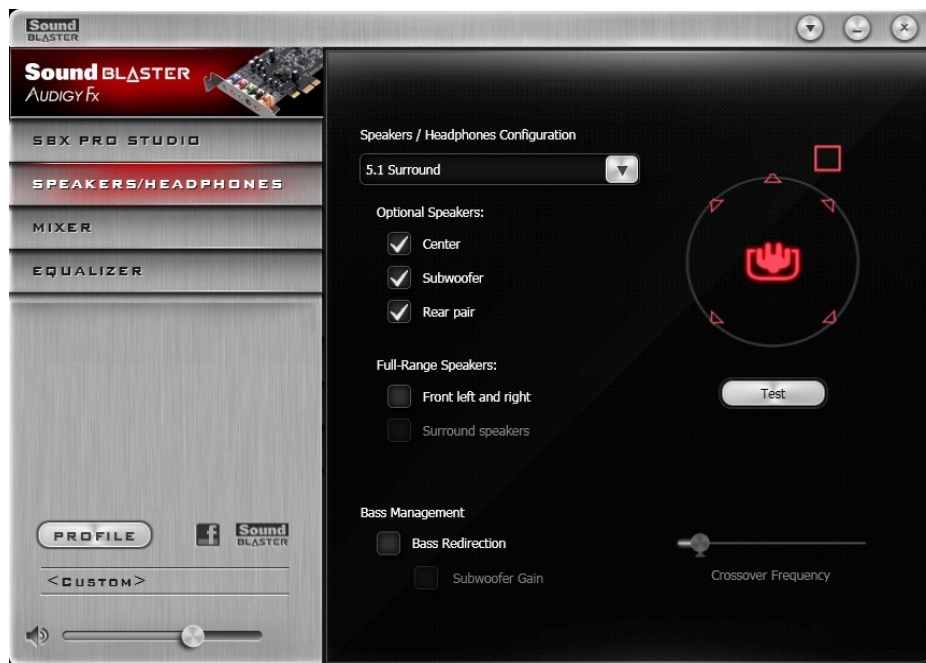 Sound
BLASTER
Sound BLASTER
AUDIGY FX
SBX PRO STUDIO
SPEAKERS/HEADPHONES
MIXER
EQUALIZER
PROFILE
f
Sound
BLASTER
<CUSTOM>
Speakers / Headphones Configuration
5.1 Surround
Optional Speakers:
Center
Subwoofer
Rear pair
Full-Range Speakers:
Front left and right
Surround speakers
Test
Bass Management
Bass Redirection
Subwoofer Gain
Crossover Frequency